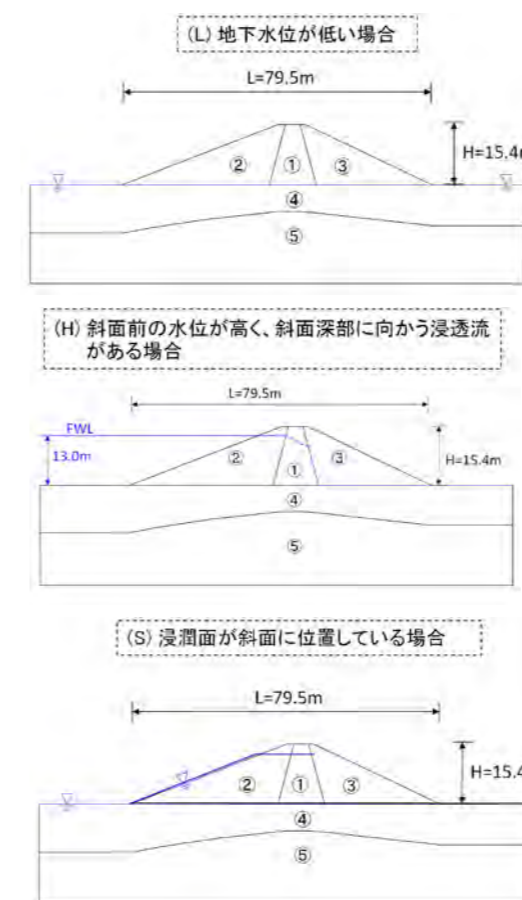 (L) 地下水位が低い場合
L=79.5m
H=15.4m
② ① ③
④
⑤
(H) 斜面前の水位が高く、斜面深部に向かう浸透流
がある場合
L=79.5m
FWL
13.0m
② ① ③
H=15.4m
④
⑤
(S) 浸潤面が斜面に位置している場合
L=79.5m
H=15.4
② ① ③
④
⑤